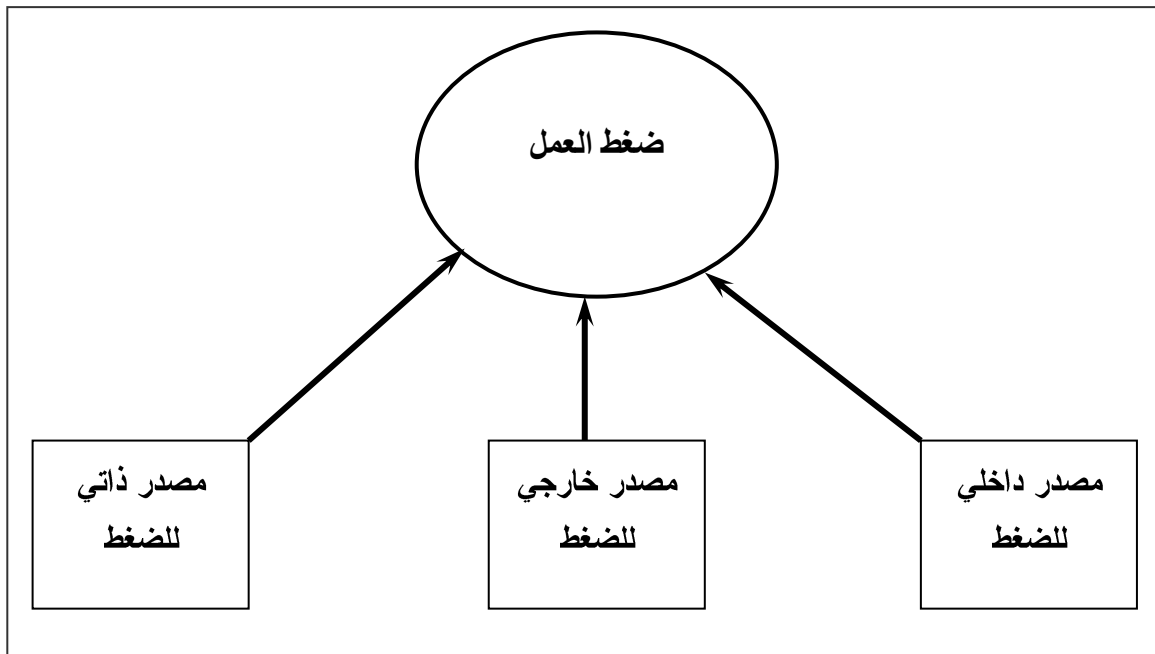 ضغط العمل
مصدر داخلي
للضغط
مصدر خارجي
للضغط
مصدر ذاتي
للضغط